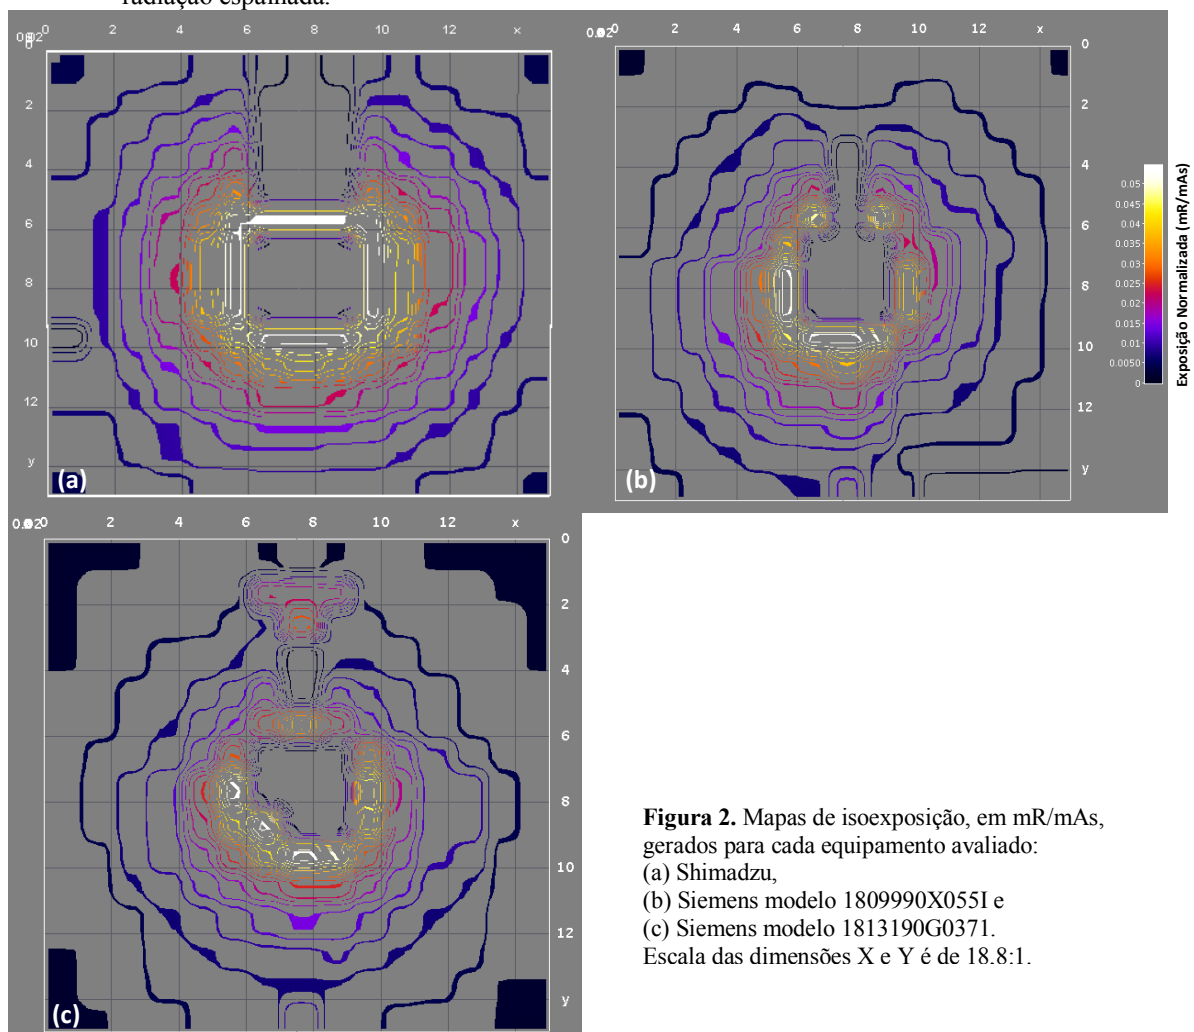 radiação espalhada.
0 2 4 6 8 10 12 x
0
2
4
6
8
10
12
y
(a)
0 2 4 6 8 10 12 x
0
2
4
6
8
10
12
y
(b)
0.05
0.045
0.04
0.035
0.03
0.025
0.02
0.015
0.01
0.0050
0
Exposição Normalizada (mR/mAs)
0 2 4 6 8 10 12 x
0
2
4
6
8
10
12
y
(c)
Figura 2. Mapas de isoexposição, em mR/mAs,
gerados para cada equipamento avaliado:
(a) Shimadzu,
(b) Siemens modelo 1809990X055I e
(c) Siemens modelo 1813190G0371.
Escala das dimensões X e Y é de 18.8:1.